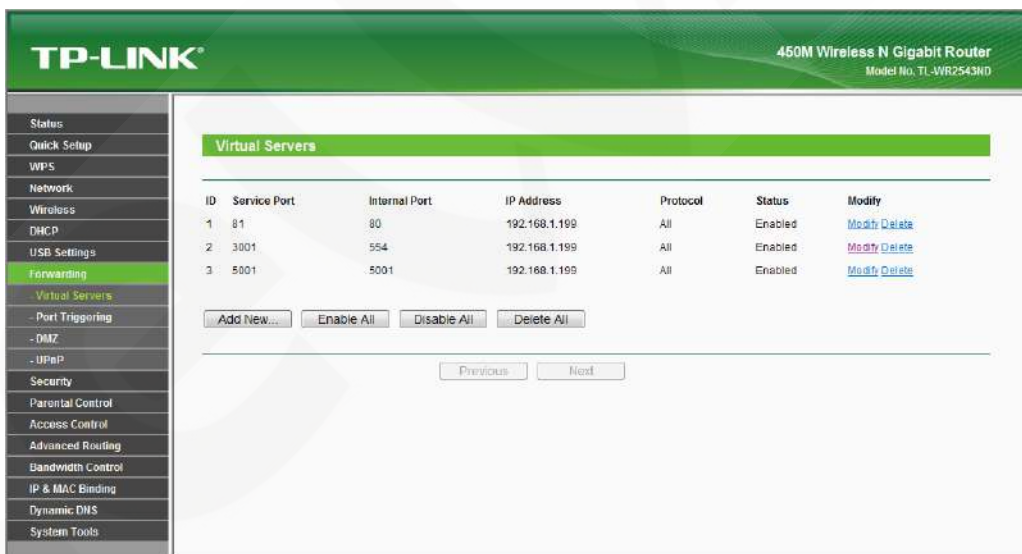 TP-LINK®
450M Wireless N Gigabit Router
Model No. TL-WR2543ND
Status
Quick Setup
WPS
Network
Wireless
DHCP
USB Settings
Forwarding
- Virtual Servers
- Port Triggering
- DMZ
- UPnP
Security
Parental Control
Access Control
Advanced Routing
Bandwidth Control
IP & MAC Binding
Dynamic DNS
System Tools
Virtual Servers
ID Service Port Internal Port IP Address Protocol Status Modify
1 81 80 192.168.1.199 All Enabled Modify Delete
2 3001 554 192.168.1.199 All Enabled Modify Delete
3 5001 5001 192.168.1.199 All Enabled Modify Delete
Add New... Enable All Disable All Delete All
Previous Next